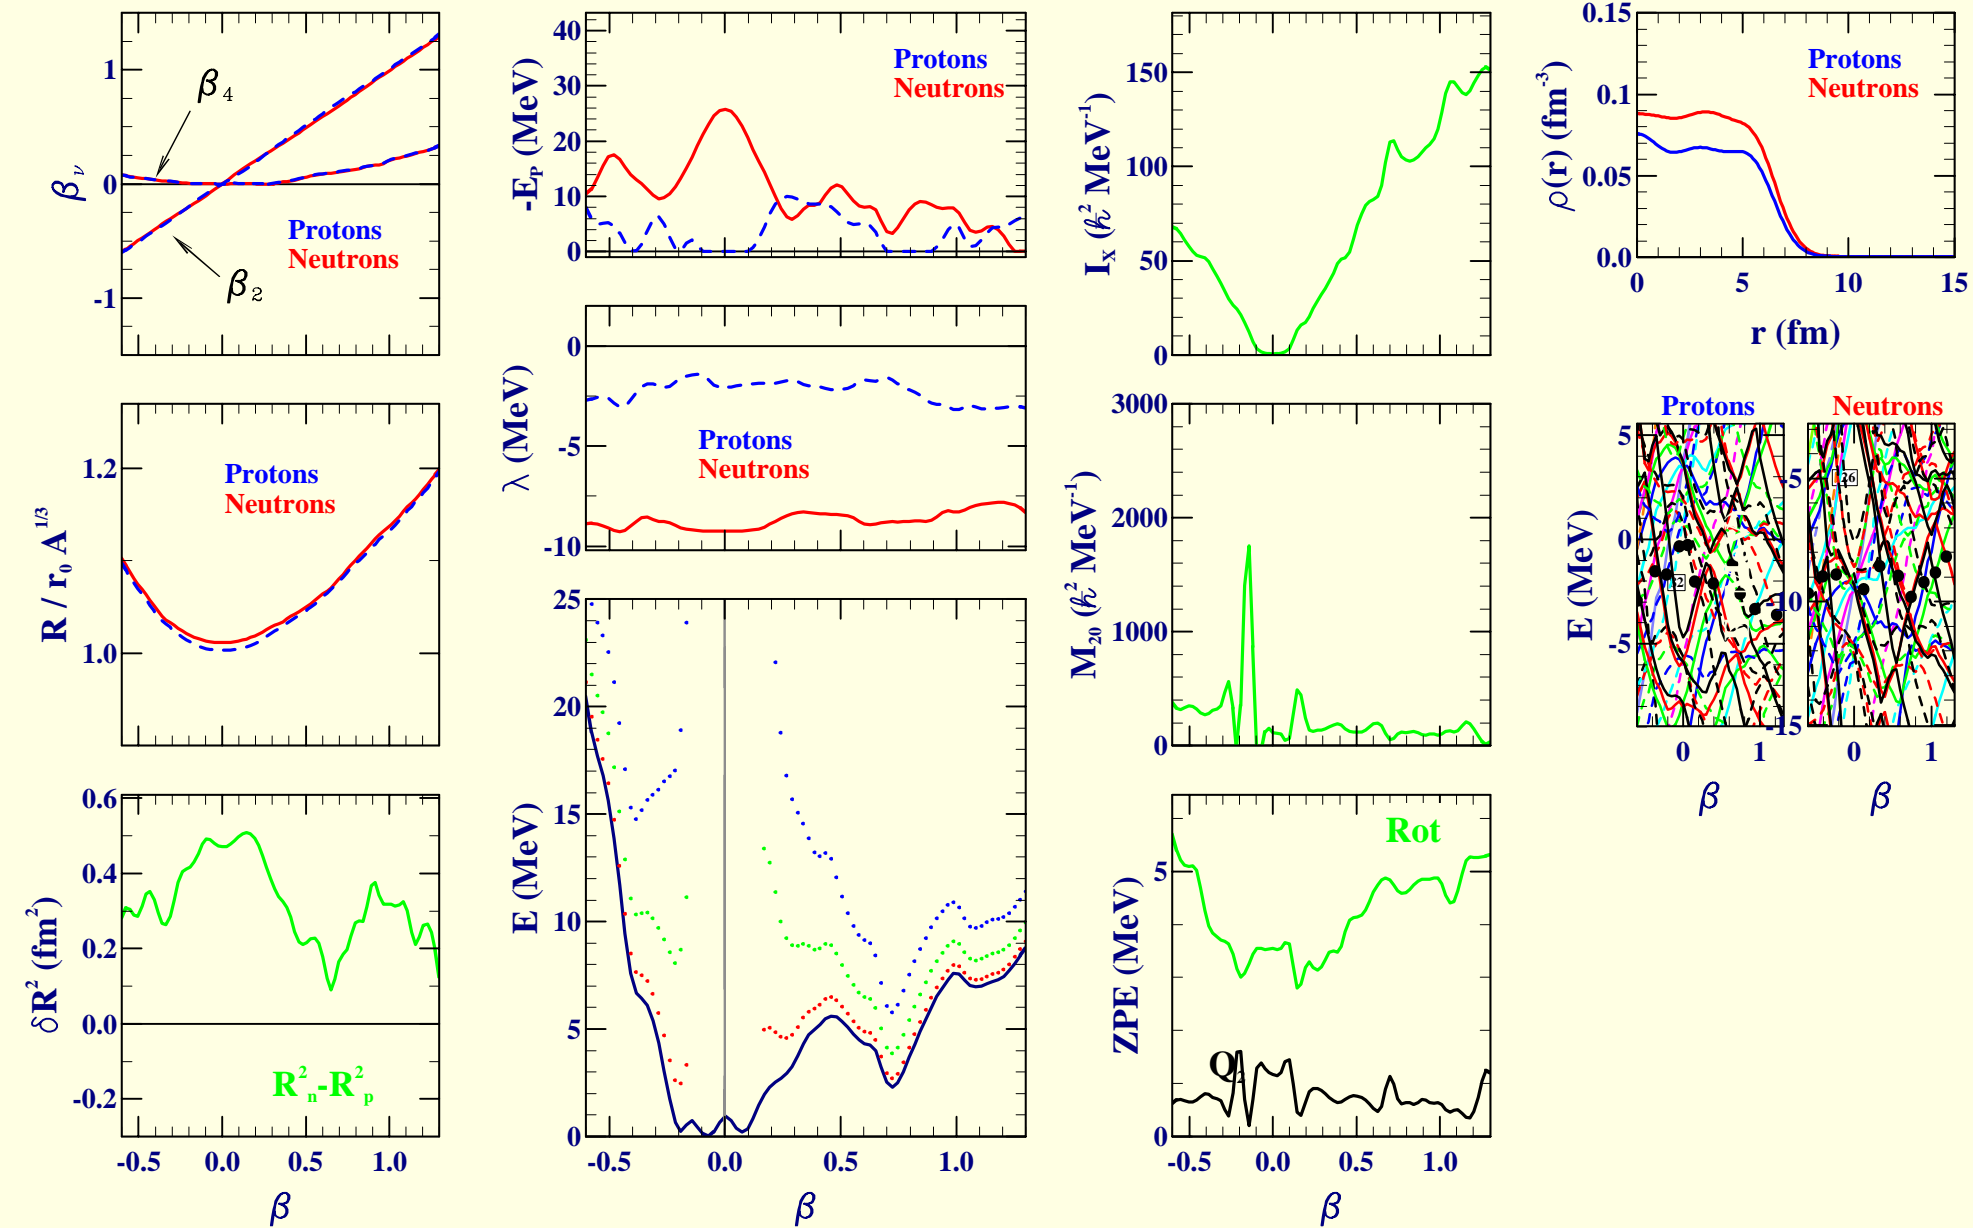 β₄
β₂
Protons
Neutrons
1
0
-1
βν
Protons
Neutrons
1.2
1.0
R / r₀ A^1/3
0.6
0.4
0.2
0.0
-0.2
δR² (fm²)
R²ₙ-R²ₚ
-0.5 0.0 0.5 1.0
β
Protons
Neutrons
40
30
20
10
0
-Eₚ (MeV)
0
-5
-10
λ (MeV)
Protons
Neutrons
25
20
15
10
5
0
E (MeV)
-0.5 0.0 0.5 1.0
β
150
100
50
0
Iₓ (ℏ² MeV⁻¹)
3000
2000
1000
0
M₂₀ (ℏ² MeV⁻¹)
Rot
5
0
ZPE (MeV)
Q₂
-0.5 0.0 0.5 1.0
β
0.15
0.1
0.05
0.0
ρ(r) (fm⁻³)
Protons
Neutrons
0 5 10 15
r (fm)
Protons Neutrons
5
0
-5
E (MeV)
-5
-10
-15
0 1 0 1
β β